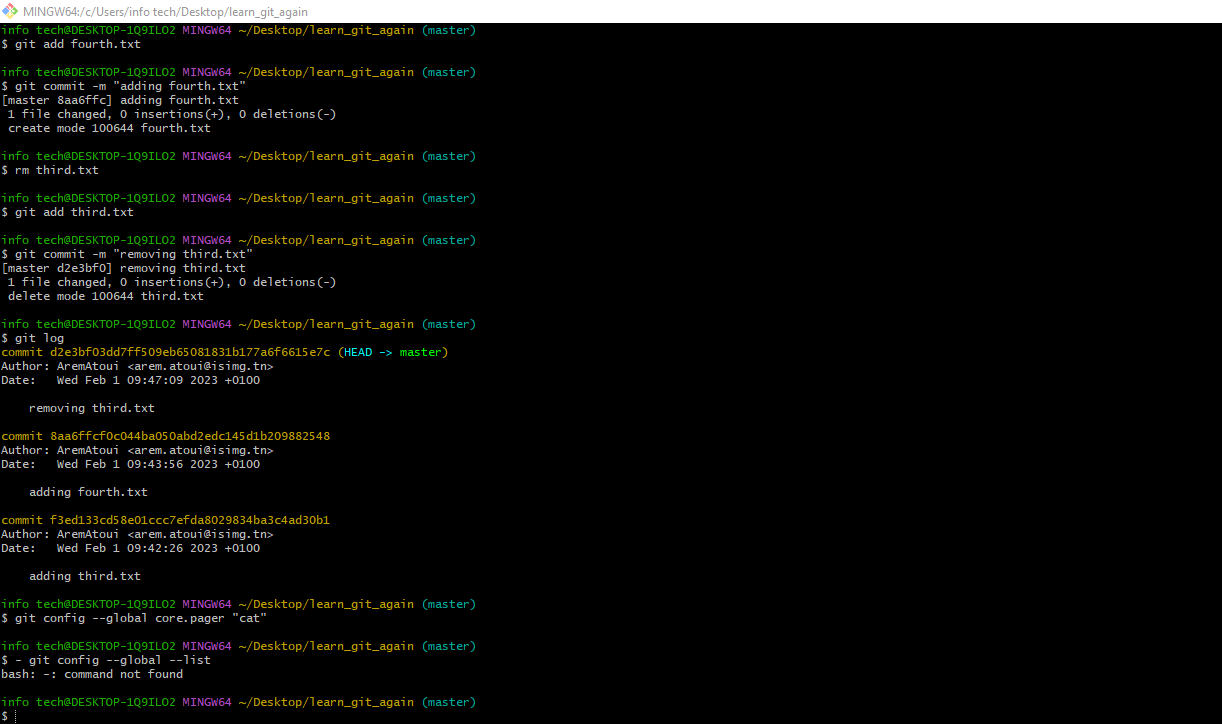 MINGW64:/c/Users/info tech/Desktop/learn_git_again
info tech@DESKTOP-1Q9ILO2 MINGW64 ~/Desktop/learn_git_again (master)
$ git add fourth.txt
info tech@DESKTOP-1Q9ILO2 MINGW64 ~/Desktop/learn_git_again (master)
$ git commit -m "adding fourth.txt"
[master 8aa6ffc] adding fourth.txt
1 file changed, 0 insertions(+), 0 deletions(-)
create mode 100644 fourth.txt
info tech@DESKTOP-1Q9ILO2 MINGW64 ~/Desktop/learn_git_again (master)
$ rm third.txt
info tech@DESKTOP-1Q9ILO2 MINGW64 ~/Desktop/learn_git_again (master)
$ git add third.txt
info tech@DESKTOP-1Q9ILO2 MINGW64 ~/Desktop/learn_git_again (master)
$ git commit -m "removing third.txt"
[master d2e3bf0] removing third.txt
1 file changed, 0 insertions(+), 0 deletions(-)
delete mode 100644 third.txt
info tech@DESKTOP-1Q9ILO2 MINGW64 ~/Desktop/learn_git_again (master)
$ git log
commit d2e3bf03dd7ff509eb65081831b177a6f6615e7c (HEAD -> master)
Author: AremAtoui <arem.atoui@isimg.tn>
Date:   Wed Feb 1 09:47:09 2023 +0100
removing third.txt
commit 8aa6ffcf0c044ba050abd2edc145d1b209882548
Author: AremAtoui <arem.atoui@isimg.tn>
Date:   Wed Feb 1 09:43:56 2023 +0100
adding fourth.txt
commit f3ed133cd58e01ccc7efda8029834ba3c4ad30b1
Author: AremAtoui <arem.atoui@isimg.tn>
Date:   Wed Feb 1 09:42:26 2023 +0100
adding third.txt
info tech@DESKTOP-1Q9ILO2 MINGW64 ~/Desktop/learn_git_again (master)
$ git config --global core.pager "cat"
info tech@DESKTOP-1Q9ILO2 MINGW64 ~/Desktop/learn_git_again (master)
$ - git config --global --list
bash: -: command not found
info tech@DESKTOP-1Q9ILO2 MINGW64 ~/Desktop/learn_git_again (master)
$